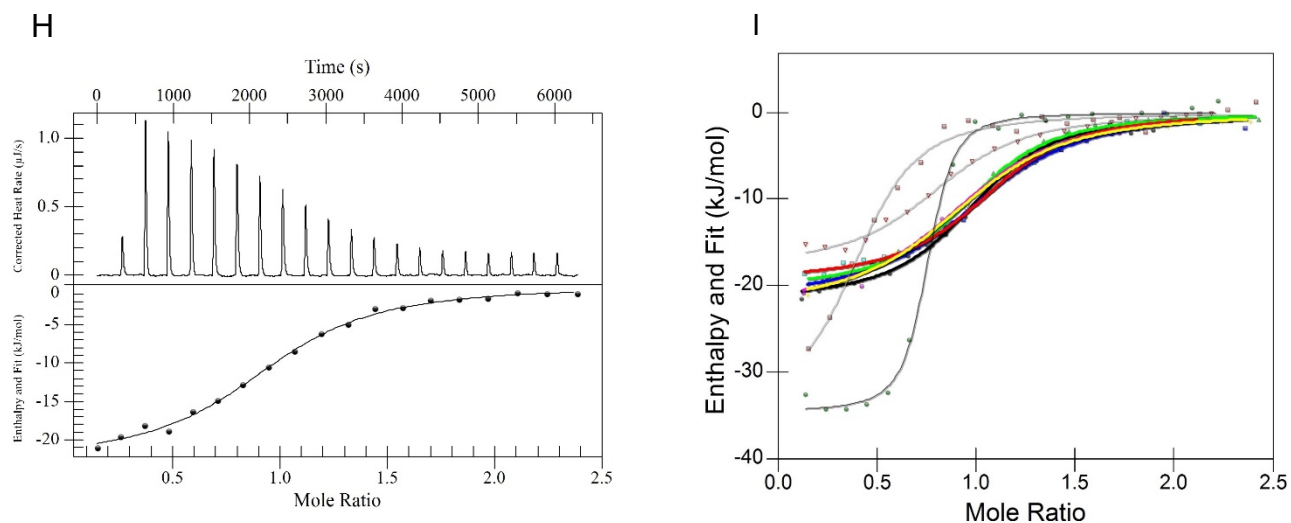 H
Time (s)
0 1000 2000 3000 4000 5000 6000
Corrected Heat Rate (µJ/s)
1.0
0.5
0
Enthalpy and Fit (kJ/mol)
0
-5
-10
-15
-20
0.5 1.0 1.5 2.0 2.5
Mole Ratio
I
Enthalpy and Fit (kJ/mol)
0
-10
-20
-30
-40
0.0 0.5 1.0 1.5 2.0 2.5
Mole Ratio